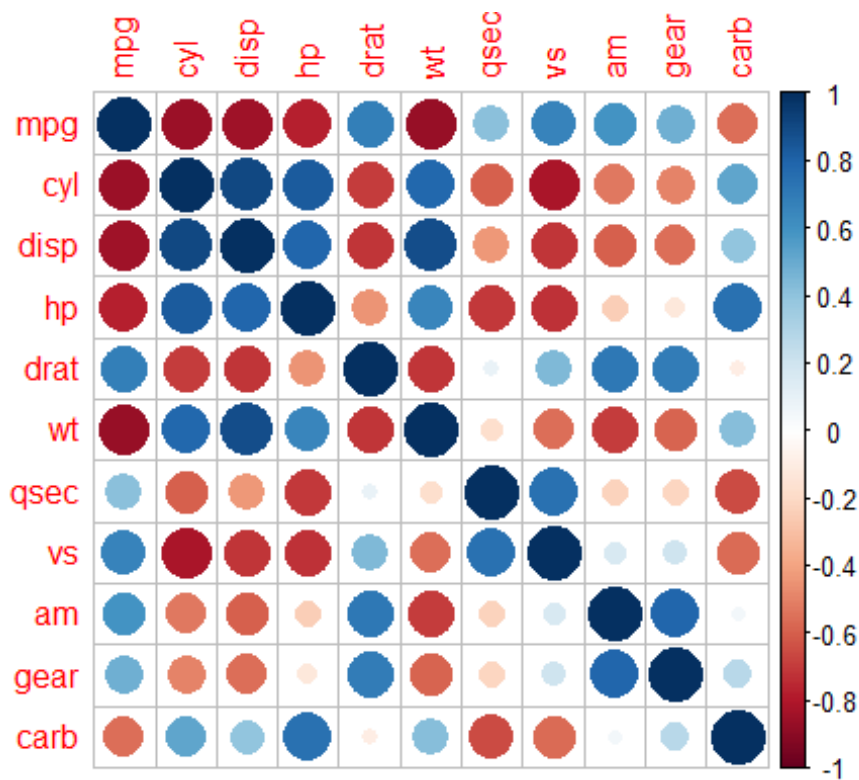 mpg cyl disp hp drat wt qsec vs am gear carb
mpg
cyl
disp
hp
drat
wt
qsec
vs
am
gear
carb
1
0.8
0.6
0.4
0.2
0
-0.2
-0.4
-0.6
-0.8
-1